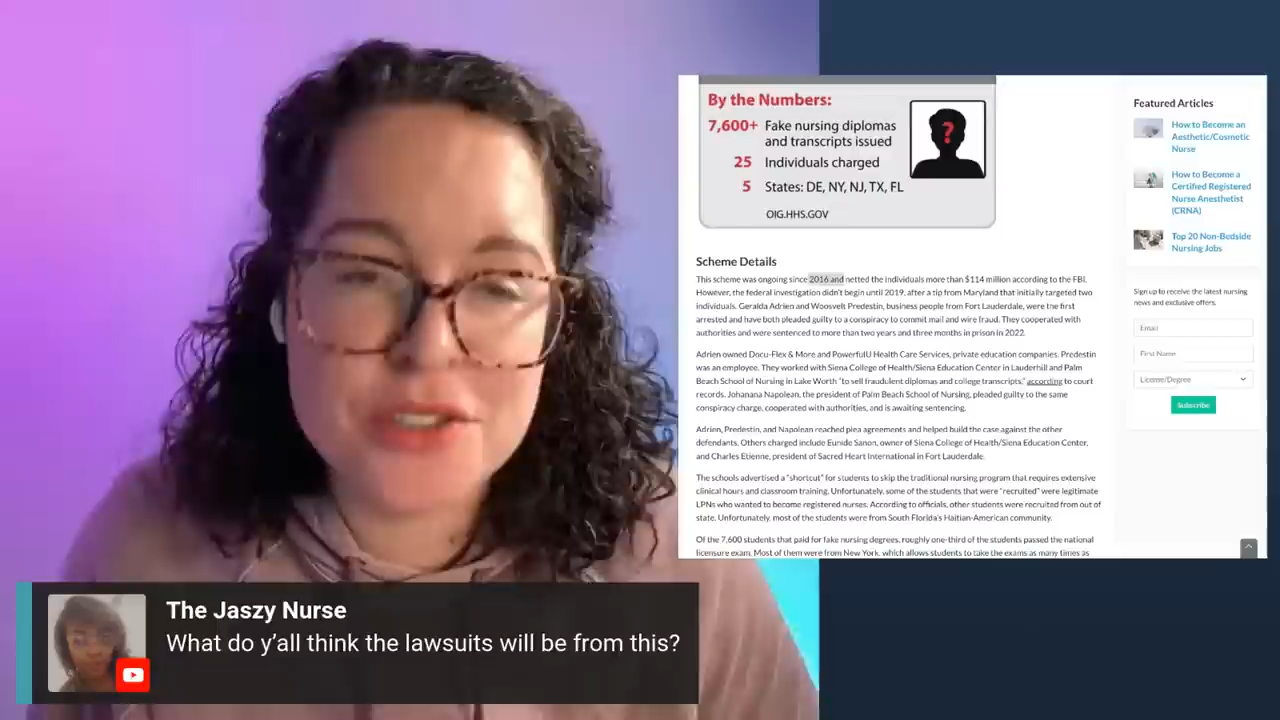 By the Numbers:
7,600+ Fake nursing diplomas
and transcripts issued
25 Individuals charged
5 States: DE, NY, NJ, TX, FL
OIG.HHS.GOV
Scheme Details
This scheme was ongoing since 2016 and netted the individuals more than $114 million according to the FBI.
However, the federal investigation didn't begin until 2019, after a tip from Maryland that initially targeted two
individuals. Geralda Adrien and Woosvelt Predestin, business people from Fort Lauderdale, were the first
arrested and have both pleaded guilty to a conspiracy to commit mail and wire fraud. They cooperated with
authorities and were sentenced to more than two years and three months in prison in 2022.
Adrien owned Docu-Flex & More and PowerfulU Health Care Services, private education companies. Predestin
was an employee. They worked with Siena College of Health/Siena Education Center in Lauderhill and Palm
Beach School of Nursing in Lake Worth "to sell fraudulent diplomas and college transcripts," according to court
records. Johanana Napolean, the president of Palm Beach School of Nursing, pleaded guilty to the same
conspiracy charge, cooperated with authorities, and is awaiting sentencing.
Adrien, Predestin, and Napolean reached plea agreements and helped build the case against the other
defendants. Others charged include Eunide Sanon, owner of Siena College of Health/Siena Education Center,
and Charles Etienne, president of Sacred Heart International in Fort Lauderdale.
The schools advertised a "shortcut" for students to skip the traditional nursing program that requires extensive
clinical hours and classroom training. Unfortunately, some of the students that were "recruited" were legitimate
LPNs who wanted to become registered nurses. According to officials, other students were recruited from out of
state. Unfortunately, most of the students were from South Florida's Haitian-American community.
Of the 7,600 students that paid for fake nursing degrees, roughly one-third of the students passed the national
licensure exam. Most of them were from New York, which allows students to take the exams as many times as
Featured Articles
How to Become an
Aesthetic/Cosmetic
Nurse
How to Become a
Certified Registered
Nurse Anesthetist
(CRNA)
Top 20 Non-Bedside
Nursing Jobs
Sign up to receive the latest nursing
news and exclusive offers.
Email
First Name
License/Degree
Subscribe
The Jaszy Nurse
What do y'all think the lawsuits will be from this?